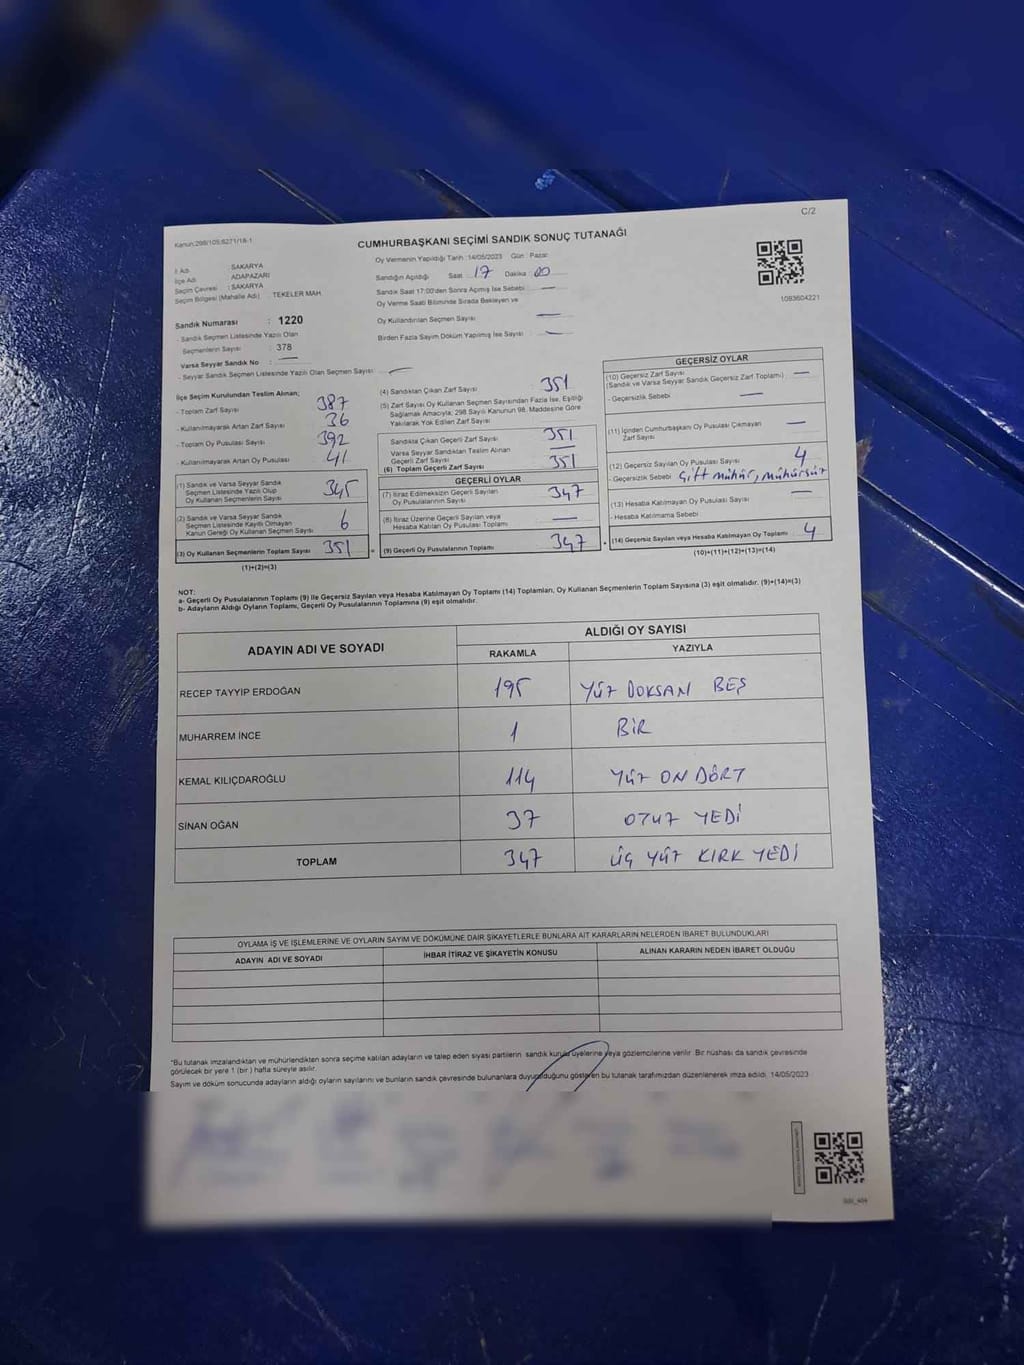 C/2
Kanun:298/105;6271/18-1
CUMHURBAŞKANI SEÇİMİ SANDIK SONUÇ TUTANAĞI
İl Adı : SAKARYA
İlçe Adı : ADAPAZARI
Seçim Çevresi : SAKARYA
Seçim Bölgesi (Mahalle Adı) : TEKELER MAH.
Sandık Numarası : 1220
- Sandık Seçmen Listesinde Yazılı Olan
Seçmenlerin Sayısı : 378
Varsa Seyyar Sandık No : —
- Seyyar Sandık Seçmen Listesinde Yazılı Olan Seçmen Sayısı : —
Oy Vermenin Yapıldığı Tarih :14/05/2023 Gün : Pazar
Sandığın Açıldığı Saat : 17 Dakika : 00
Sandık Saat 17:00'den Sonra Açılmış İse Sebebi : —
Oy Verme Saati Bitiminde Sırada Bekleyen ve
Oy Kullandırılan Seçmen Sayısı : —
Birden Fazla Sayım Döküm Yapılmış İse Sayısı : —
1083604221
İlçe Seçim Kurulundan Teslim Alınan;
- Toplam Zarf Sayısı : 387
- Kullanılmayarak Artan Zarf Sayısı : 36
- Toplam Oy Pusulası Sayısı : 392
- Kullanılmayarak Artan Oy Pusulası : 41
(1) Sandık ve Varsa Seyyar Sandık
Seçmen Listesinde Yazılı Olup
Oy Kullanan Seçmenlerin Sayısı 345
(2) Sandık ve Varsa Seyyar Sandık
Seçmen Listesinde Kayıtlı Olmayan
Kanun Gereği Oy Kullanan Seçmen Sayısı 6
(3) Oy Kullanan Seçmenlerin Toplam Sayısı 351
(1)+(2)=(3)
(4) Sandıktan Çıkan Zarf Sayısı 351
(5) Zarf Sayısı Oy Kullanan Seçmen Sayısından Fazla İse, Eşitliği
Sağlamak Amacıyla; 298 Sayılı Kanunun 98. Maddesine Göre
Yakılarak Yok Edilen Zarf Sayısı
Sandıkta Çıkan Geçerli Zarf Sayısı 351
Varsa Seyyar Sandıktan Teslim Alınan
Geçerli Zarf Sayısı —
(6) Toplam Geçerli Zarf Sayısı 351
GEÇERLİ OYLAR
(7) İtiraz Edilmeksizin Geçerli Sayılan
Oy Pusulalarının Sayısı 347
(8) İtiraz Üzerine Geçerli Sayılan veya
Hesaba Katılan Oy Pusulası Toplamı —
= (9) Geçerli Oy Pusulalarının Toplamı 347
GEÇERSİZ OYLAR
(10) Geçersiz Zarf Sayısı
(Sandık ve Varsa Seyyar Sandık Geçersiz Zarf Toplamı) —
- Geçersizlik Sebebi —
(11) İçinden Cumhurbaşkanı Oy Pusulası Çıkmayan
Zarf Sayısı —
(12) Geçersiz Sayılan Oy Pusulası Sayısı 4
- Geçersizlik Sebebi çift mühür, mühürsüz
(13) Hesaba Katılmayan Oy Pusulası Sayısı —
- Hesaba Katılmama Sebebi
+ (14) Geçersiz Sayılan veya Hesaba Katılmayan Oy Toplamı 4
(10)+(11)+(12)+(13)=(14)
NOT:
a- Geçerli Oy Pusulalarının Toplamı (9) ile Geçersiz Sayılan veya Hesaba Katılmayan Oy Toplamı (14) Toplamları, Oy Kullanan Seçmenlerin Toplam Sayısına (3) eşit olmalıdır. (9)+(14)=(3)
b- Adayların Aldığı Oyların Toplamı, Geçerli Oy Pusulalarının Toplamına (9) eşit olmalıdır.
ADAYIN ADI VE SOYADI ALDIĞI OY SAYISI
RAKAMLA YAZIYLA
RECEP TAYYIP ERDOĞAN 195 YÜZ DOKSAN BEŞ
MUHARREM İNCE 1 BİR
KEMAL KILIÇDAROĞLU 114 YÜZ ON DÖRT
SİNAN OĞAN 37 OTUZ YEDİ
TOPLAM 347 ÜÇ YÜZ KIRK YEDİ
OYLAMA İŞ VE İŞLEMLERİNE VE OYLARIN SAYIM VE DÖKÜMÜNE DAİR ŞİKAYETLERLE BUNLARA AİT KARARLARIN NELERDEN İBARET BULUNDUKLARI
ADAYIN ADI VE SOYADI İHBAR İTİRAZ VE ŞİKAYETİN KONUSU ALINAN KARARIN NEDEN İBARET OLDUĞU
*Bu tutanak imzalandıktan ve mühürlendikten sonra seçime katılan adayların ve talep eden siyasi partilerin sandık kurulu üyelerine veya gözlemcilerine verilir. Bir nüshası da sandık çevresinde
görülecek bir yere 1 (bir) hafta süreyle asılır.
Sayım ve döküm sonucunda adayların aldığı oyların sayılarını ve bunların sandık çevresinde bulunanlara duyurulduğunu gösteren bu tutanak tarafımızdan düzenlenerek imza edildi. 14/05/2023